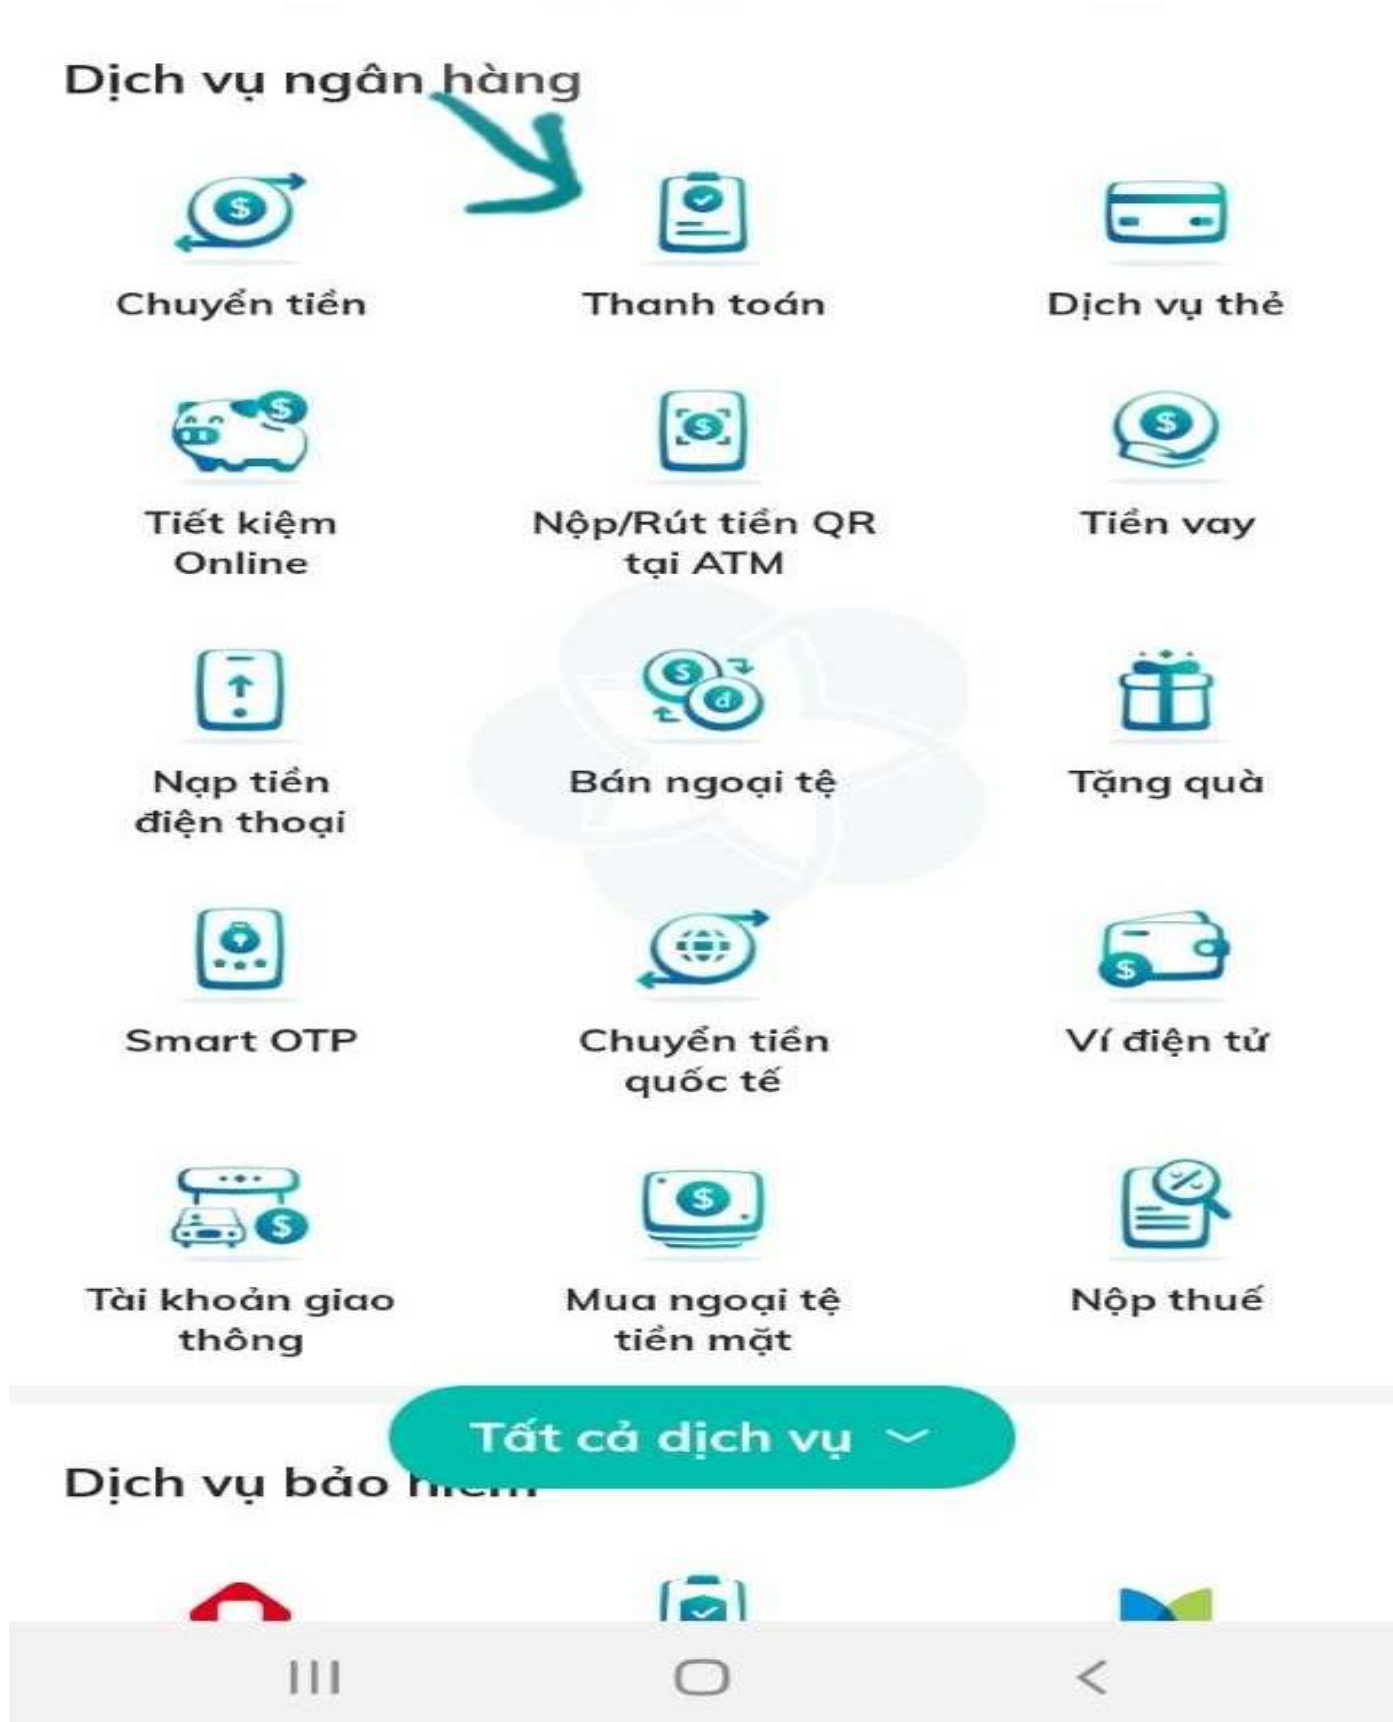 Dịch vụ ngân hàng
Chuyển tiền
Thanh toán
Dịch vụ thẻ
Tiết kiệm
Online
Nộp/Rút tiền QR
tại ATM
Tiền vay
Nạp tiền
điện thoại
Bán ngoại tệ
Tặng quà
Smart OTP
Chuyển tiền
quốc tế
Ví điện tử
Tài khoản giao
thông
Mua ngoại tệ
tiền mặt
Nộp thuế
Tất cả dịch vụ
Dịch vụ bảo hiểm